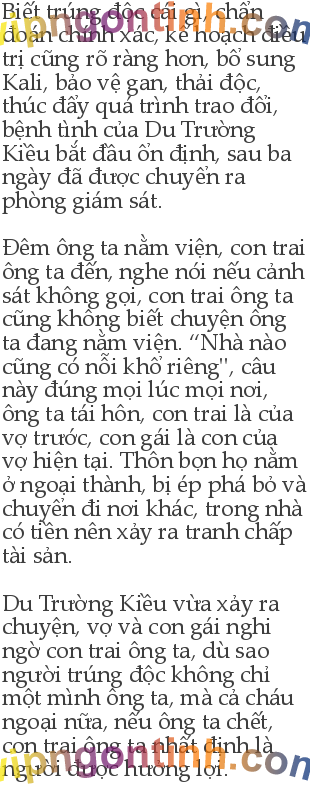 Biết trúng độc cái gì, chẩn
đoán chính xác, kế hoạch điều
trị cũng rõ ràng hơn, bổ sung
Kali, bảo vệ gan, thải độc,
thúc đẩy quá trình trao đổi,
bệnh tình của Du Trường
Kiều bắt đầu ổn định, sau ba
ngày đã được chuyển ra
phòng giám sát.
Đêm ông ta nằm viện, con trai
ông ta đến, nghe nói nếu cảnh
sát không gọi, con trai ông ta
cũng không biết chuyện ông
ta đang nằm viện. “Nhà nào
cũng có nỗi khổ riêng", câu
này đúng mọi lúc mọi nơi,
ông ta tái hôn, con trai là của
vợ trước, con gái là con của
vợ hiện tại. Thôn bọn họ nằm
ở ngoại thành, bị ép phá bỏ và
chuyển đi nơi khác, trong nhà
có tiền nên xảy ra tranh chấp
tài sản.
Du Trường Kiều vừa xảy ra
chuyện, vợ và con gái nghi
ngờ con trai ông ta, dù sao
người trúng độc không chỉ
một mình ông ta, mà cả cháu
ngoại nữa, nếu ông ta chết,
con trai ông ta nhất định là
người được hưởng lợi.
vipngontinh.com
vipngontinh.com